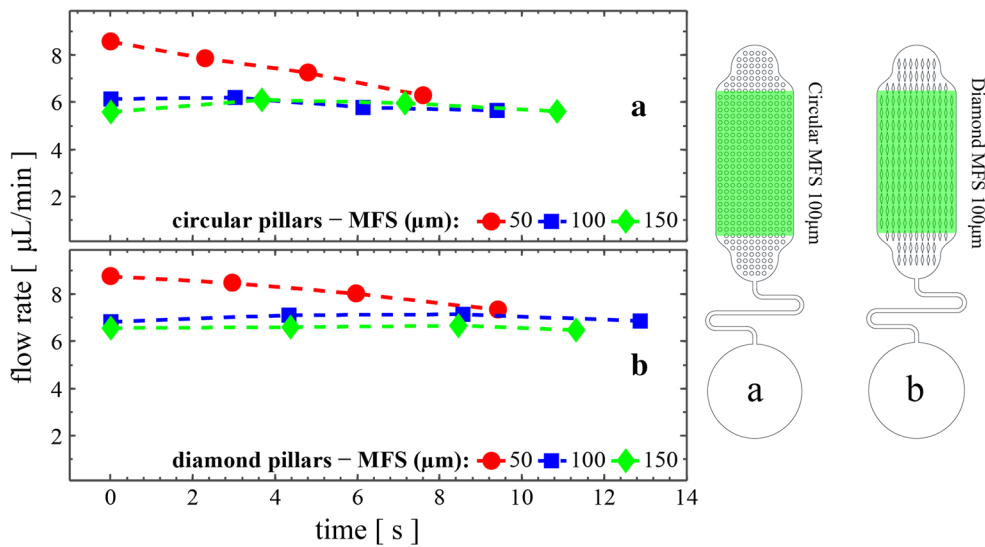 8
6
4
2
a
circular pillars – MFS (μm): 50 100 150
flow rate [ μL/min ]
8
6
4
2
b
diamond pillars – MFS (μm): 50 100 150
0 2 4 6 8 10 12 14
time [ s ]
Circular MFS 100μm
a
Diamond MFS 100μm
b